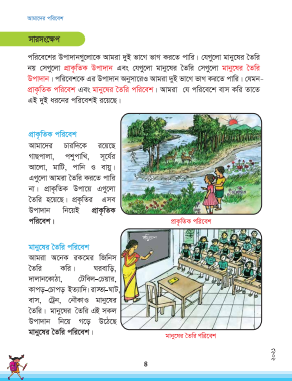 আমাদের পরিবেশ
সারসংক্ষেপ
পরিবেশের উপাদানগুলোকে আমরা দুই ভাগে ভাগ করতে পারি। যেগুলো মানুষের তৈরি
নয় সেগুলো প্রাকৃতিক উপাদান এবং যেগুলো মানুষের তৈরি সেগুলো মানুষের তৈরি
উপাদান। পরিবেশকে এর উপাদান অনুসারেও আমরা দুই ভাগে ভাগ করতে পারি। যেমন-
প্রাকৃতিক পরিবেশ এবং মানুষের তৈরি পরিবেশ। আমরা যে পরিবেশে বাস করি তাতে
এই দুই ধরনের পরিবেশই রয়েছে।
প্রাকৃতিক পরিবেশ
আমাদের চারদিকে রয়েছে
গাছপালা, পশুপাখি, সূর্যের
আলো, মাটি, পানি ও বায়ু।
এগুলো আমরা তৈরি করতে পারি
না। প্রাকৃতিক উপায়ে এগুলো
তৈরি হয়েছে। প্রকৃতির এসব
উপাদান নিয়েই প্রাকৃতিক
পরিবেশ।
প্রাকৃতিক পরিবেশ
মানুষের তৈরি পরিবেশ
আমরা অনেক রকমের জিনিস
তৈরি করি। ঘরবাড়ি,
দালানকোঠা, টেবিল-চেয়ার,
কাপড়-চোপড় ইত্যাদি। রাস্তা-ঘাট,
বাস, ট্রেন, নৌকাও মানুষের
তৈরি। মানুষের তৈরি এই সকল
উপাদান নিয়ে গড়ে উঠেছে
মানুষের তৈরি পরিবেশ।
মানুষের তৈরি পরিবেশ
৪
২০২১